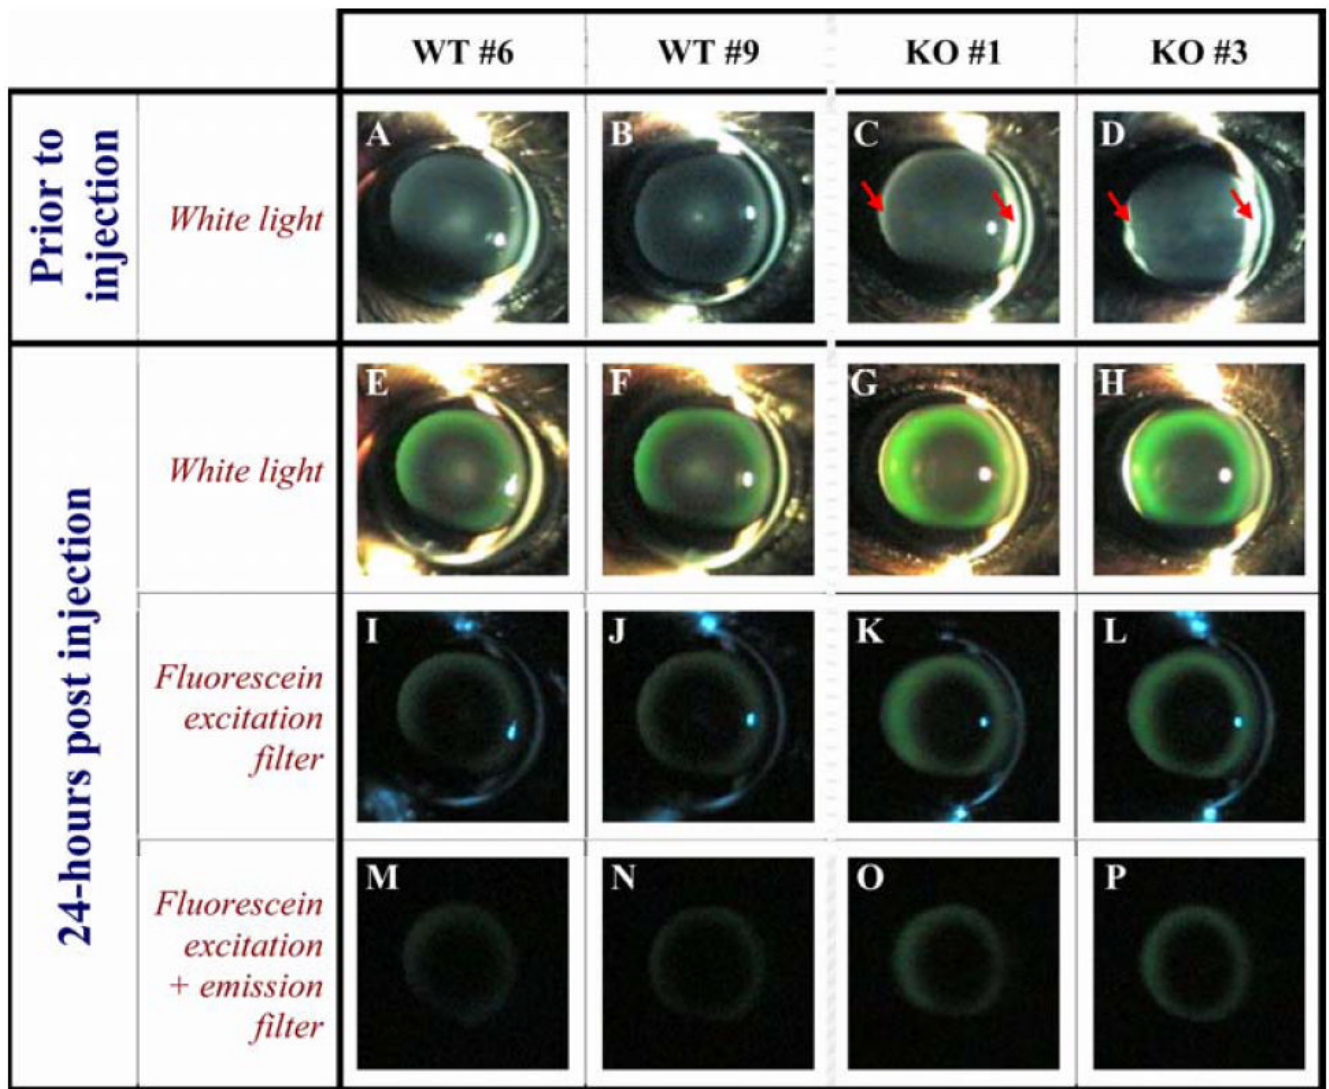 WT #6 WT #9 KO #1 KO #3
Prior to
injection
White light
A B C D
24-hours post injection
White light
E F G H
Fluorescein
excitation
filter
I J K L
Fluorescein
excitation
+ emission
filter
M N O P